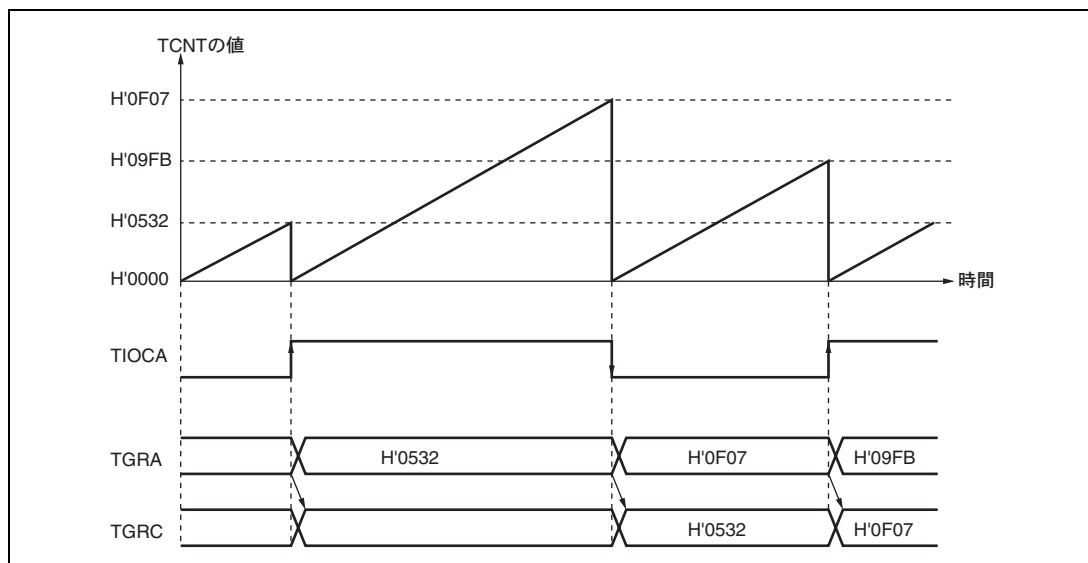 TCNTの値
H'0F07
H'09FB
H'0532
H'0000
時間
TIOCA
TGRA
H'0532
H'0F07
H'09FB
TGRC
H'0532
H'0F07